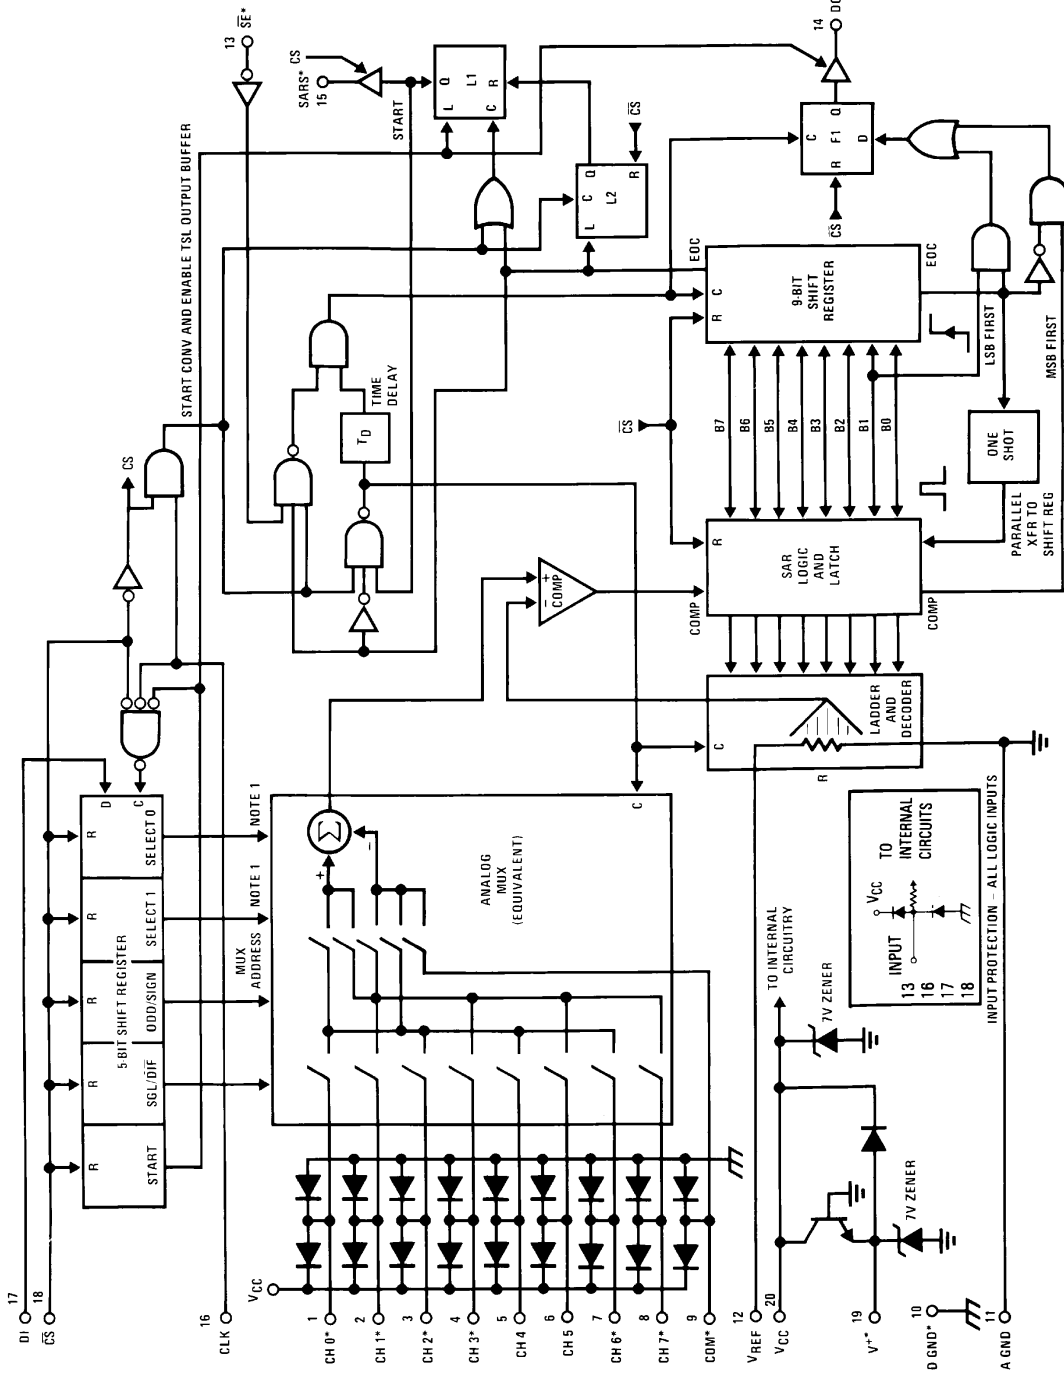 17
DI
18
CS
16
CLK
START
SGL/DIF
ODD/SIGN
SELECT 1
SELECT 0
5-BIT SHIFT REGISTER
R
R
R
R
R
D
C
MUX
ADDRESS
NOTE 1
NOTE 1
CS
START CONV AND ENABLE TSL OUTPUT BUFFER
13
SE*
SARS*
15
CS
START
L
Q
L1
C
R
14
DO
TD
TIME
DELAY
L
C
Q
L2
R
CS
C
Q
R
F1
D
CS
EOC
EOC
R
C
9-BIT
SHIFT
REGISTER
CS
B7
B6
B5
B4
B3
B2
B1
B0
LSB FIRST
MSB FIRST
ONE
SHOT
PARALLEL
XFR TO
SHIFT REG
R
SAR
LOGIC
AND
LATCH
COMP
COMP
+
−
COMP
C
LADDER
AND
DECODER
R
ANALOG
MUX
(EQUIVALENT)
C
Σ
+
−
VCC
1
CH 0*
2
CH 1*
3
CH 2*
4
CH 3*
5
CH 4
6
CH 5
7
CH 6*
8
CH 7*
9
COM*
12
VREF
20
VCC
19
V+*
10
D GND*
11
A GND
TO INTERNAL
CIRCUITRY
7V ZENER
7V ZENER
INPUT
13
16
17
18
VCC
TO
INTERNAL
CIRCUITS
INPUT PROTECTION – ALL LOGIC INPUTS